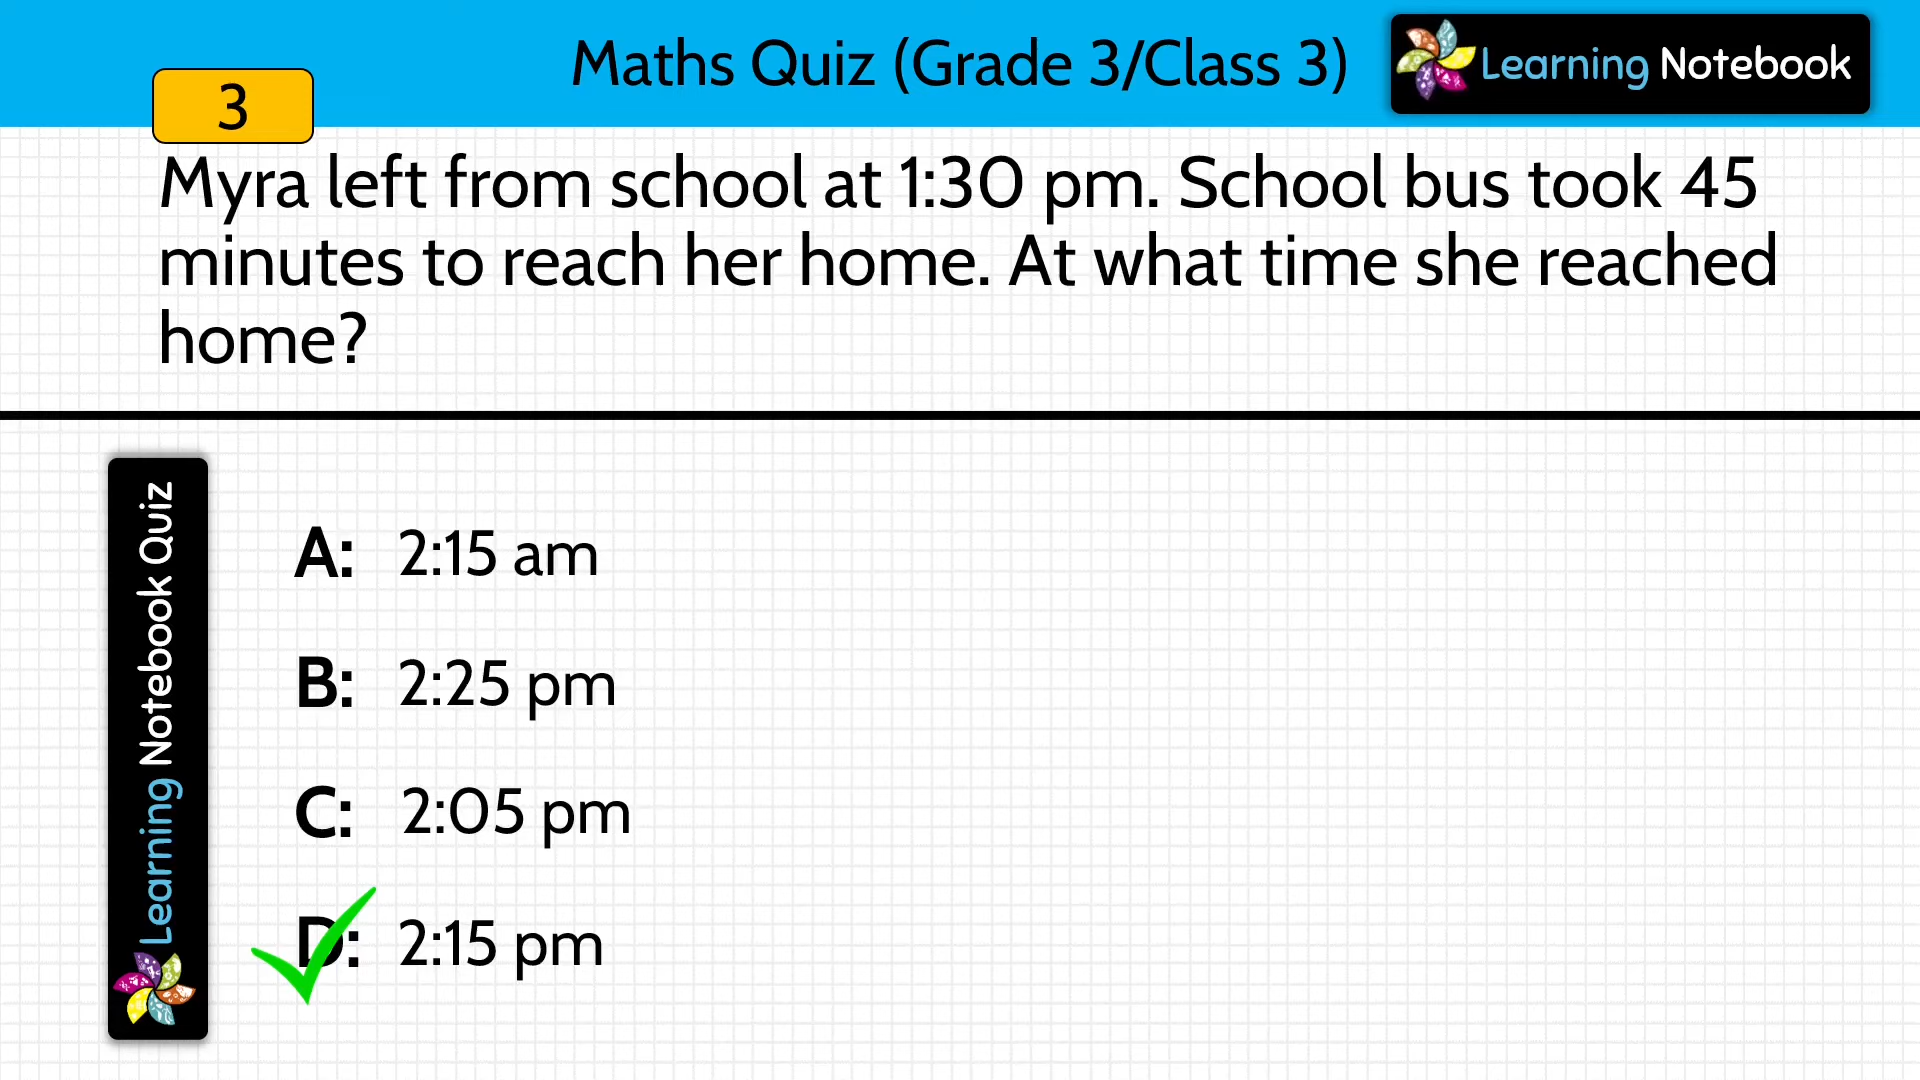 Maths Quiz (Grade 3/Class 3)
Learning Notebook
3
Myra left from school at 1:30 pm. School bus took 45
minutes to reach her home. At what time she reached
home?
Learning Notebook Quiz
A: 2:15 am
B: 2:25 pm
C: 2:05 pm
D: 2:15 pm